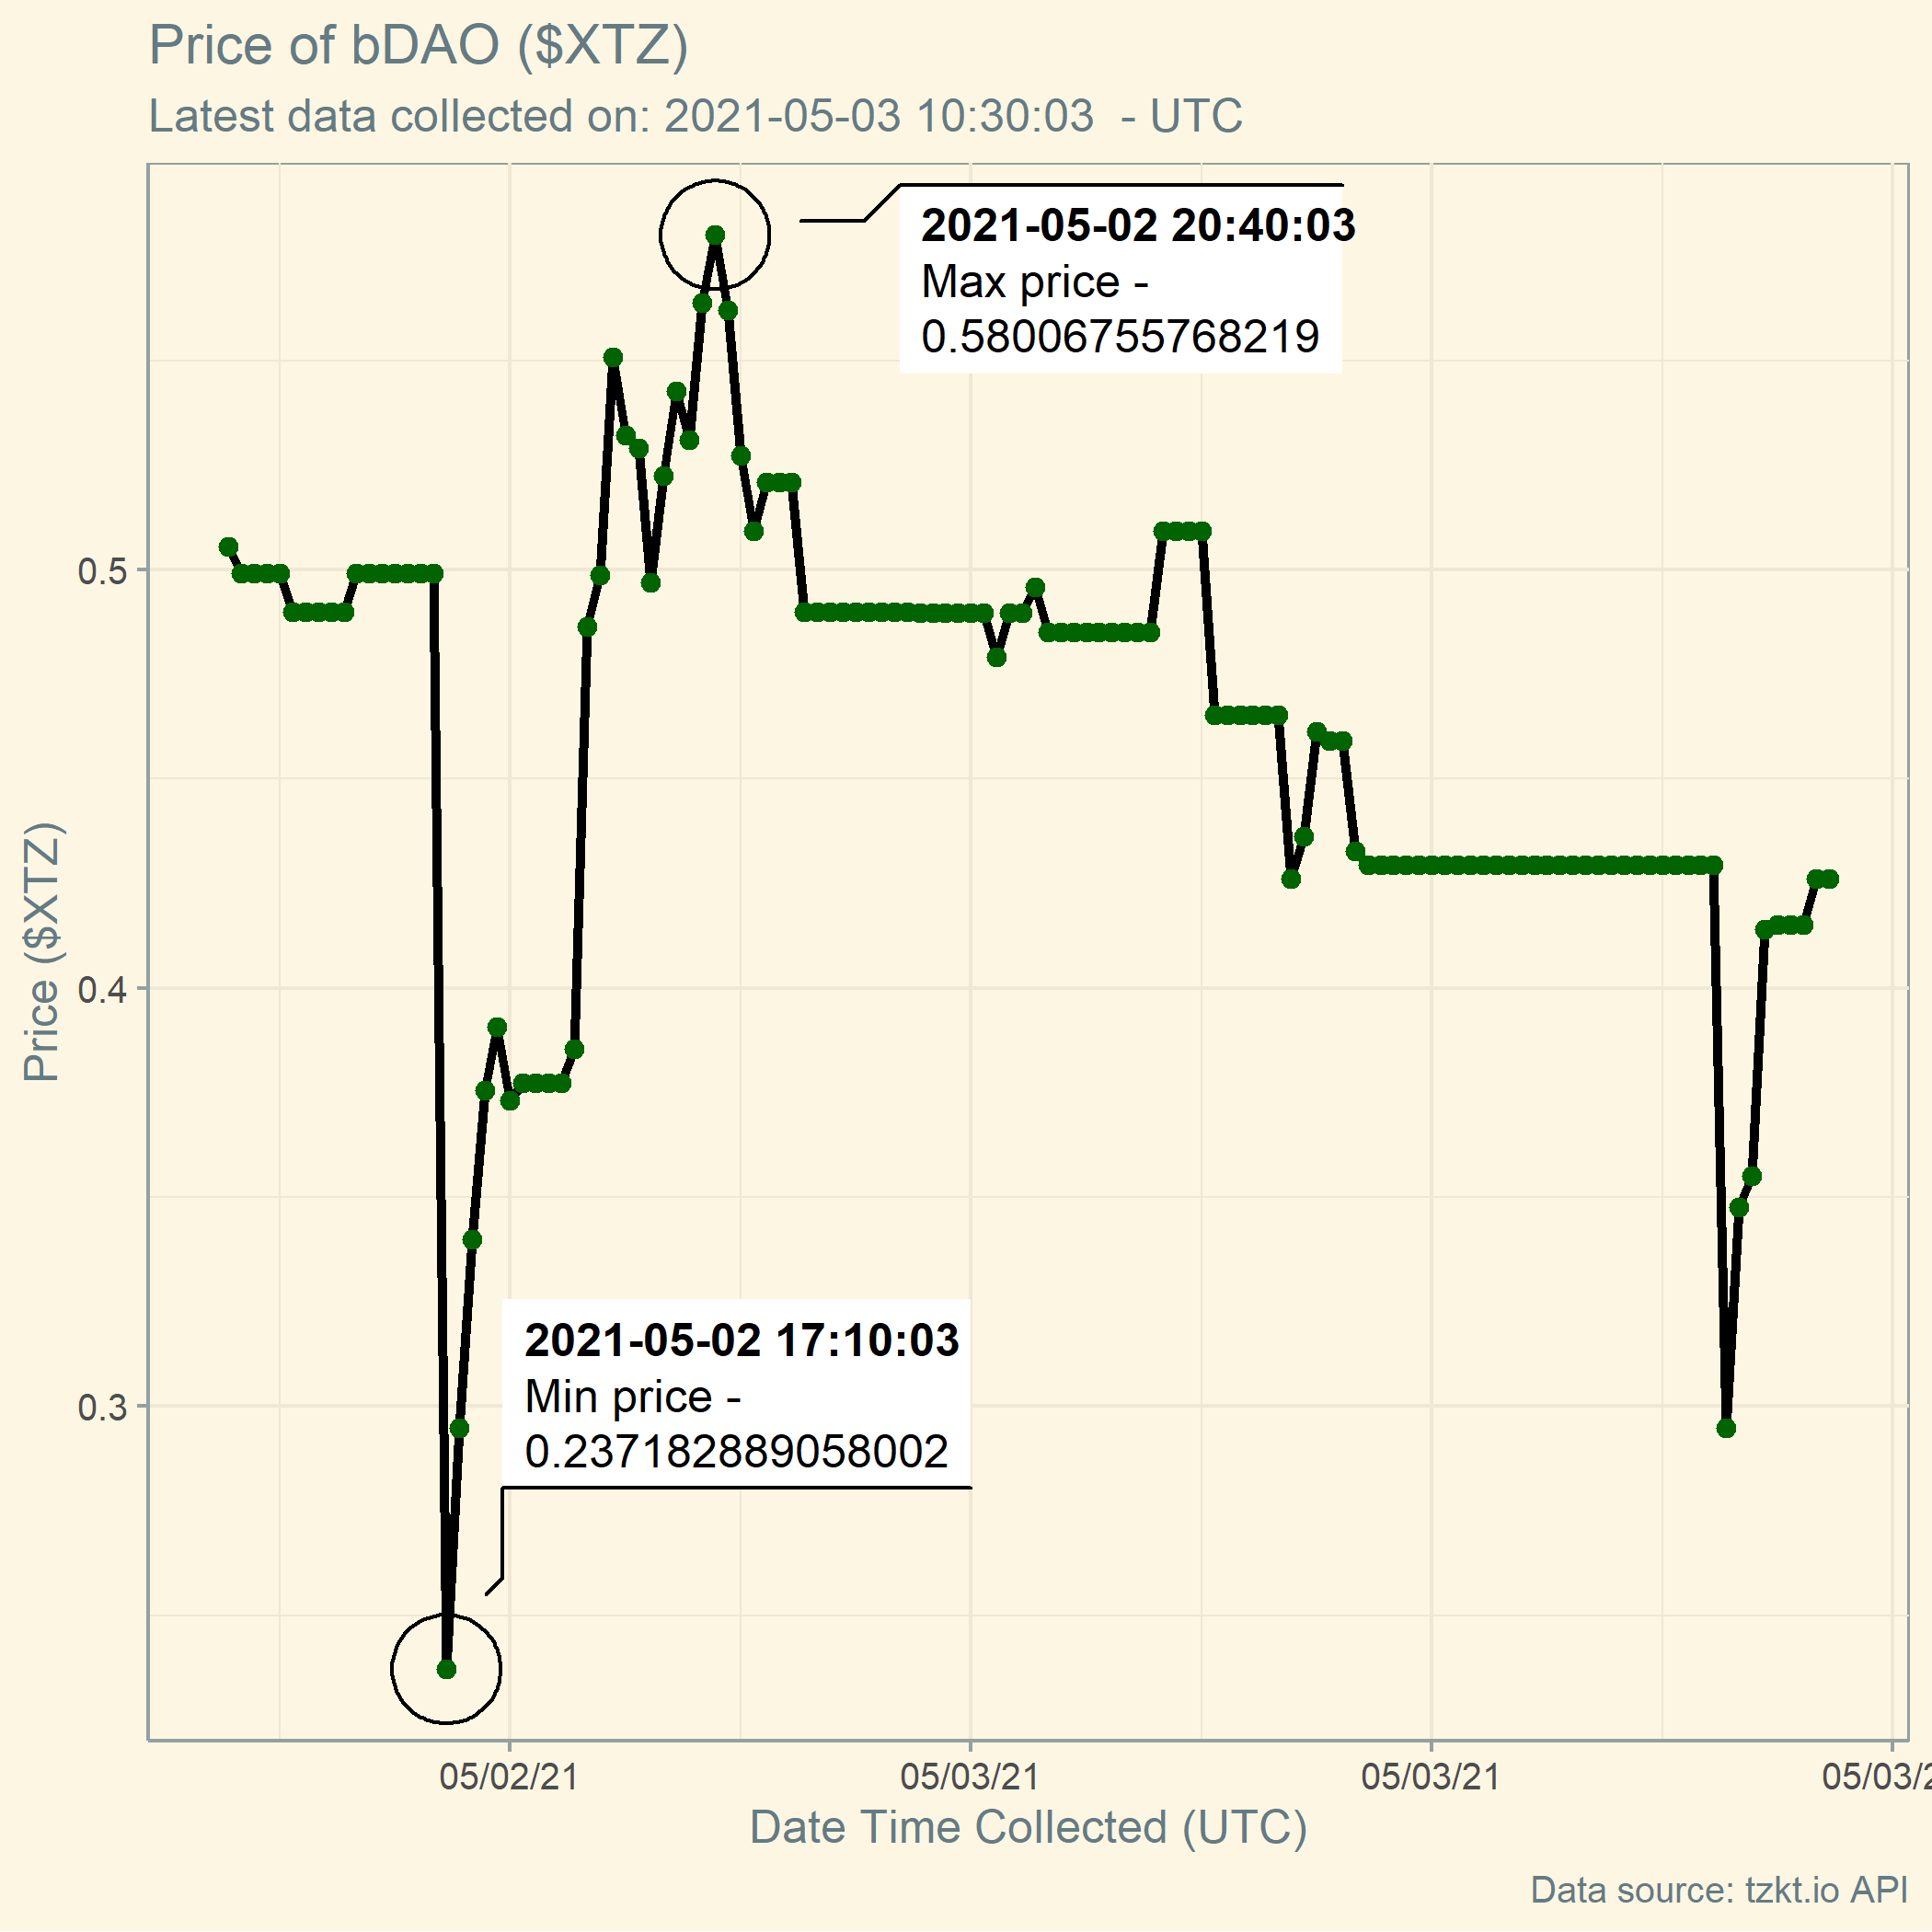 Price of bDAO ($XTZ)
Latest data collected on: 2021-05-03 10:30:03  - UTC
2021-05-02 20:40:03
Max price -
0.58006755768219
0.5
0.4
0.3
Price ($XTZ)
2021-05-02 17:10:03
Min price -
0.237182889058002
05/02/21 05/03/21 05/03/21 05/03/2
Date Time Collected (UTC)
Data source: tzkt.io API